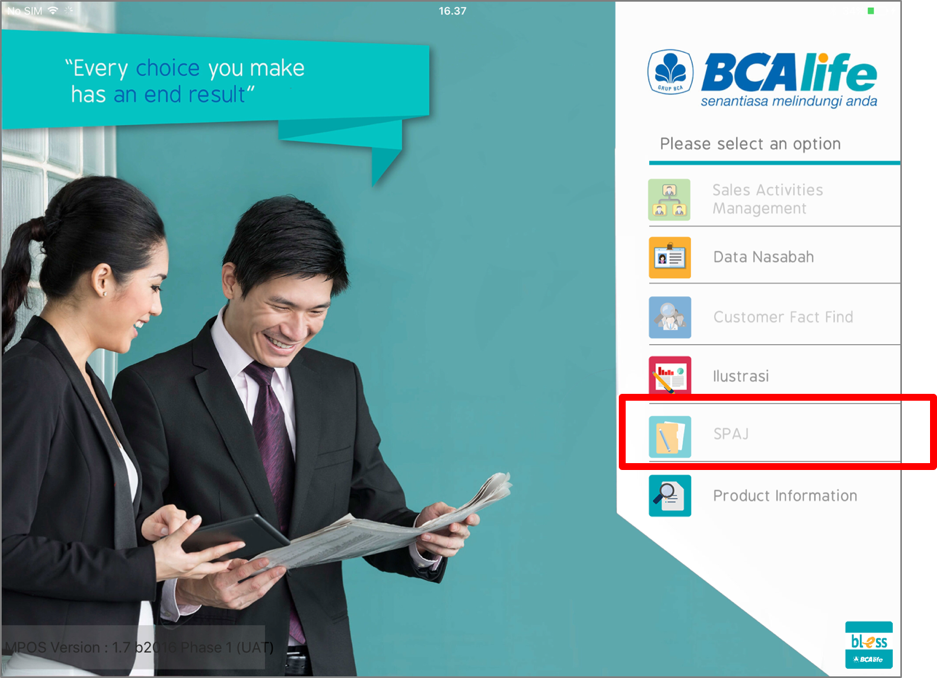 No SIM
16.37
“Every choice you make
has an end result”
GRUP BCA
BCAlife
senantiasa melindungi anda
Please select an option
Sales Activities
Management
Data Nasabah
Customer Fact Find
Ilustrasi
SPAJ
Product Information
MPOS Version : 1.7 b2016 Phase 1 (UAT)
bless
BCAlife